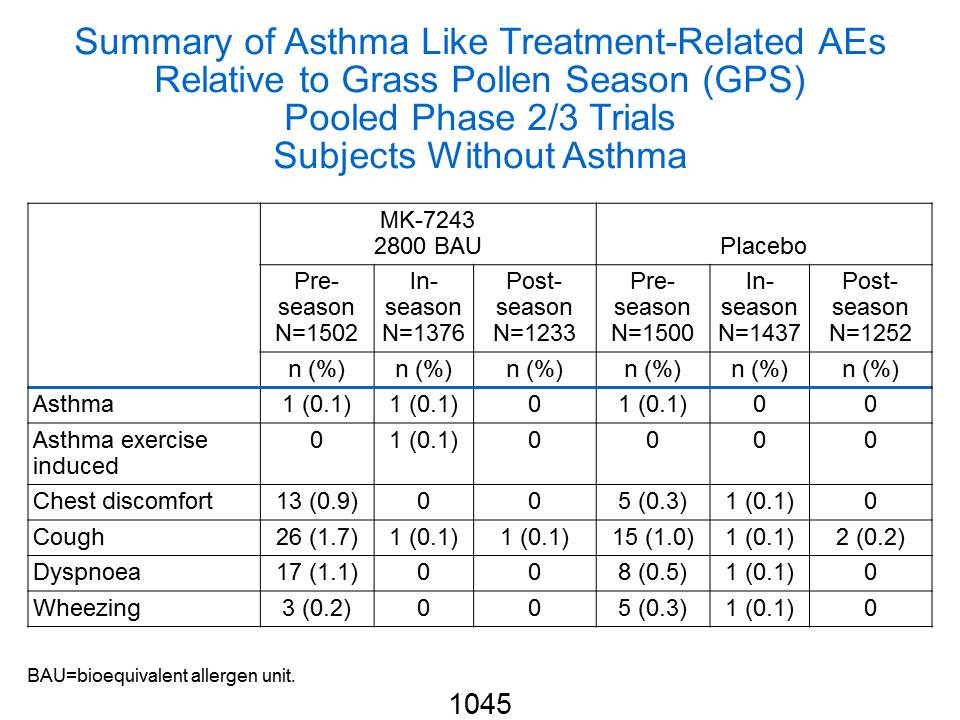 Summary of Asthma Like Treatment-Related AEs
Relative to Grass Pollen Season (GPS)
Pooled Phase 2/3 Trials
Subjects Without Asthma
MK-7243
2800 BAU
Placebo
Pre-
season
N=1502
In-
season
N=1376
Post-
season
N=1233
Pre-
season
N=1500
In-
season
N=1437
Post-
season
N=1252
n (%) n (%) n (%) n (%) n (%) n (%)
Asthma 1 (0.1) 1 (0.1) 0 1 (0.1) 0 0
Asthma exercise
induced
0 1 (0.1) 0 0 0 0
Chest discomfort 13 (0.9) 0 0 5 (0.3) 1 (0.1) 0
Cough 26 (1.7) 1 (0.1) 1 (0.1) 15 (1.0) 1 (0.1) 2 (0.2)
Dyspnoea 17 (1.1) 0 0 8 (0.5) 1 (0.1) 0
Wheezing 3 (0.2) 0 0 5 (0.3) 1 (0.1) 0
BAU=bioequivalent allergen unit.
1045